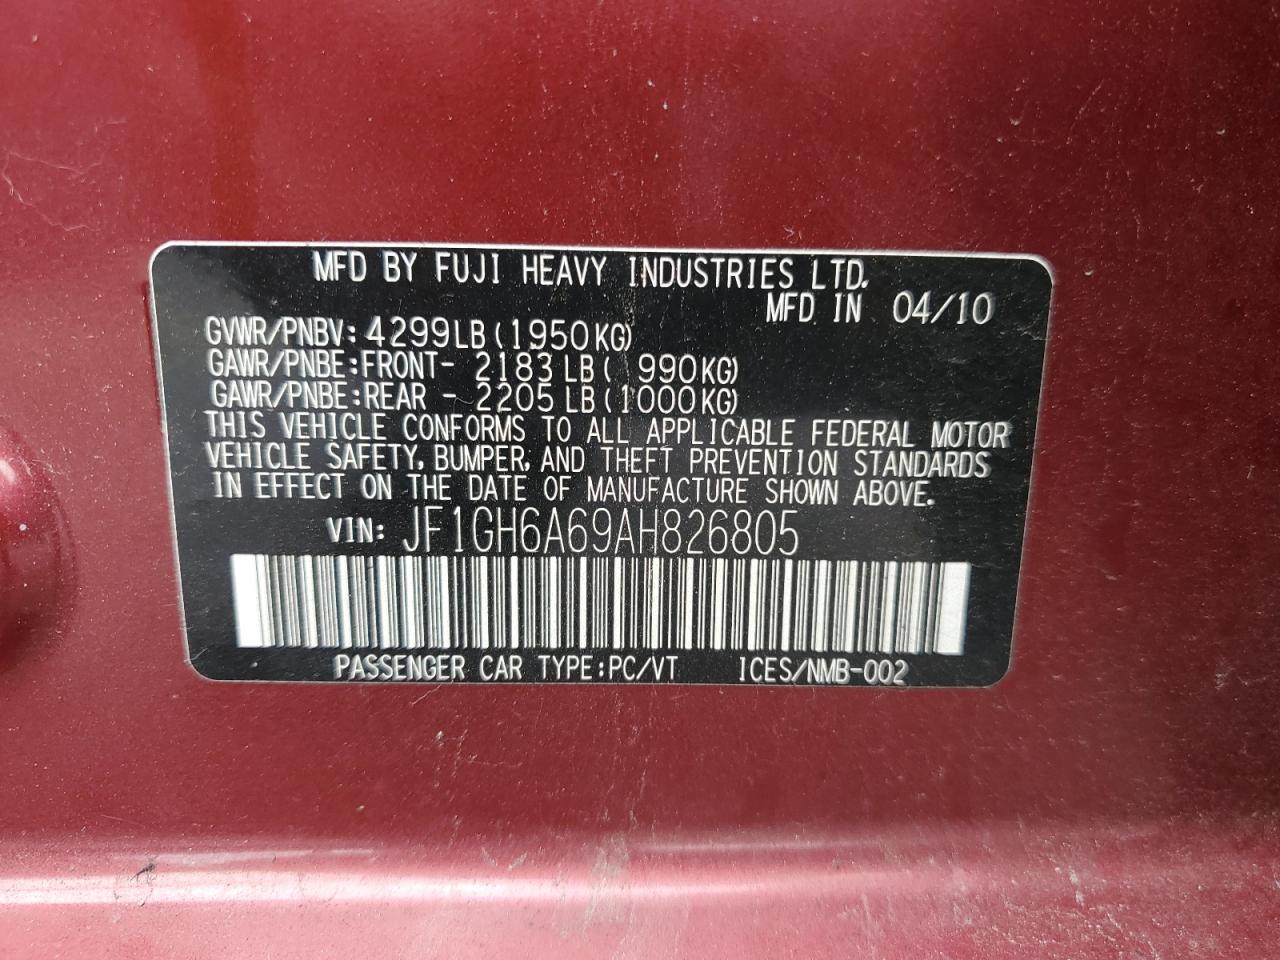 MFD BY FUJI HEAVY INDUSTRIES LTD.
MFD IN 04/10
GVWR/PNBV: 4299LB (1950KG)
GAWR/PNBE: FRONT- 2183 LB ( 990KG)
GAWR/PNBE: REAR - 2205 LB (1000KG)
THIS VEHICLE CONFORMS TO ALL APPLICABLE FEDERAL MOTOR
VEHICLE SAFETY, BUMPER, AND THEFT PREVENTION STANDARDS
IN EFFECT ON THE DATE OF MANUFACTURE SHOWN ABOVE.
VIN: JF1GH6A69AH826805
PASSENGER CAR TYPE: PC/VT ICES/NMB-002